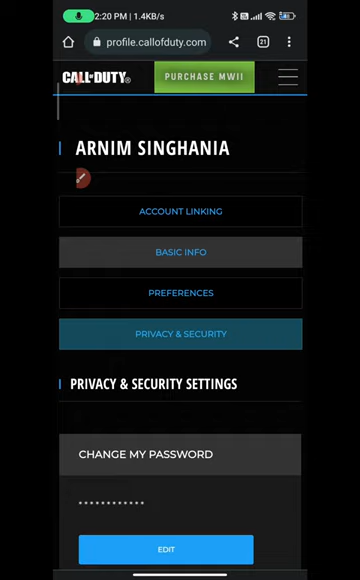 2:20 PM | 1.4KB/s
profile.callofduty.com
21
CALL OF DUTY®
PURCHASE MWII
ARNIM SINGHANIA
ACCOUNT LINKING
BASIC INFO
PREFERENCES
PRIVACY & SECURITY
PRIVACY & SECURITY SETTINGS
CHANGE MY PASSWORD
************
EDIT